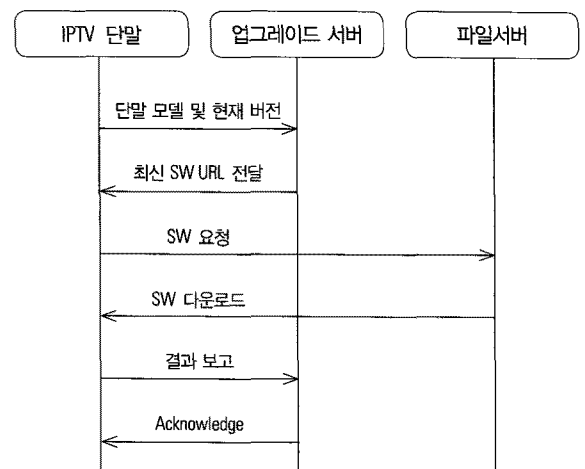 IPTV 단말
업그레이드 서버
파일서버
단말 모델 및 현재 버전
최신 SW URL 전달
SW 요청
SW 다운로드
결과 보고
Acknowledge